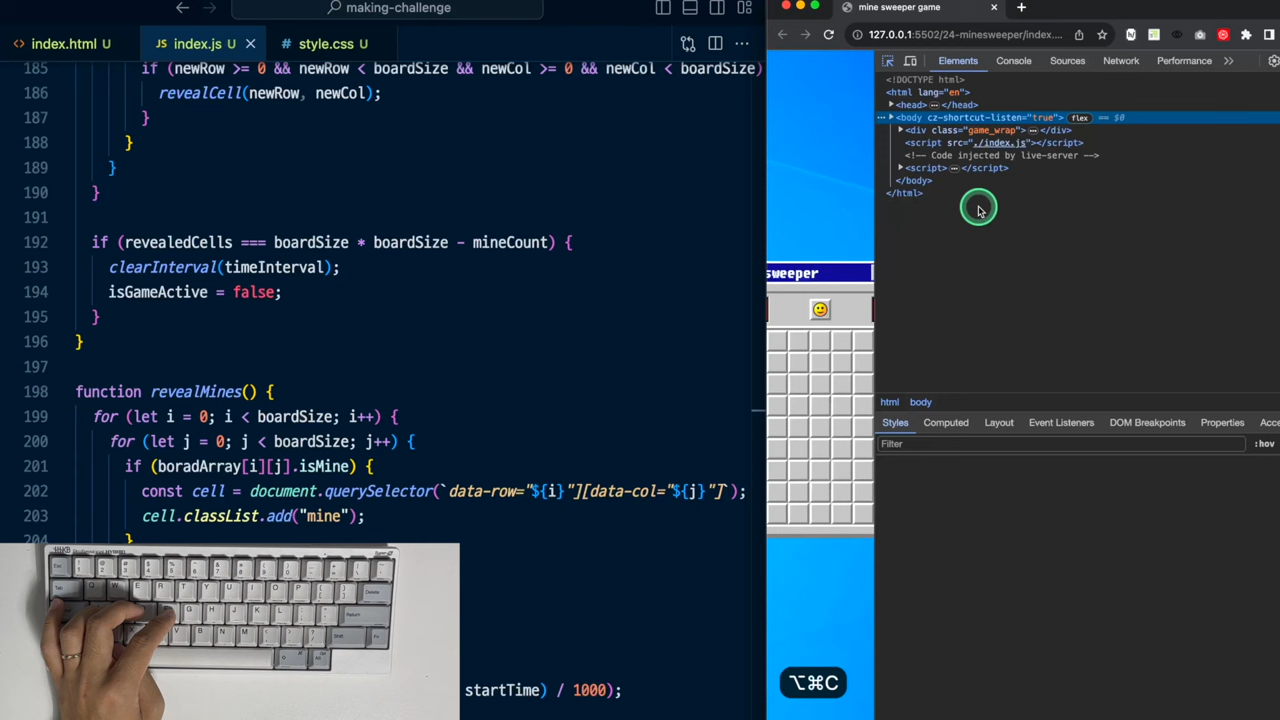 making-challenge
index.html U
JS index.js U
style.css U
185 if (newRow >= 0 && newRow < boardSize && newCol >= 0 && newCol < boardSize)
186 revealCell(newRow, newCol);
187 }
188 }
189 }
190 }
191
192 if (revealedCells === boardSize * boardSize - mineCount) {
193 clearInterval(timeInterval);
194 isGameActive = false;
195 }
196 }
197
198 function revealMines() {
199 for (let i = 0; i < boardSize; i++) {
200 for (let j = 0; j < boardSize; j++) {
201 if (boradArray[i][j].isMine) {
202 const cell = document.querySelector(`data-row="${i}"][data-col="${j}"]`);
203 cell.classList.add("mine");
204 }
startTime) / 1000);
mine sweeper game
127.0.0.1:5502/24-minesweeper/index....
Elements Console Sources Network Performance
<!DOCTYPE html>
<html lang="en">
<head> … </head>
<body cz-shortcut-listen="true"> flex == $0
<div class="game_wrap"> … </div>
<script src="./index.js"></script>
<!-- Code injected by live-server -->
<script> … </script>
</body>
</html>
sweeper
html body
Styles Computed Layout Event Listeners DOM Breakpoints Properties Acce
Filter :hov
⌥⌘C